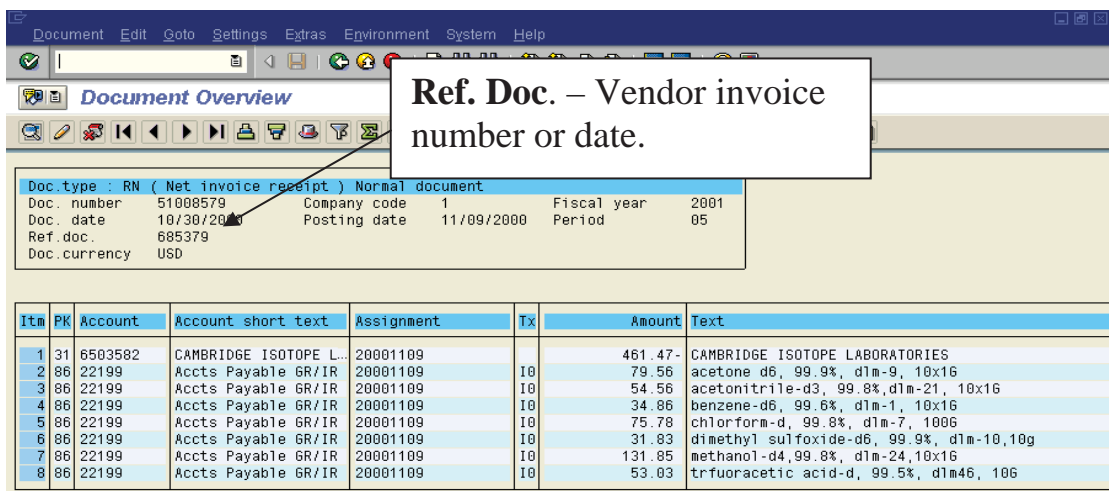 Document Edit Goto Settings Extras Environment System Help
Document Overview
Ref. Doc. – Vendor invoice
number or date.
Doc.type : RN ( Net invoice receipt ) Normal document
Doc. number 51008579 Company code 1 Fiscal year 2001
Doc. date 10/30/2000 Posting date 11/09/2000 Period 05
Ref.doc. 685379
Doc.currency USD
Itm PK Account Account short text Assignment Tx Amount Text
1 31 6503582 CAMBRIDGE ISOTOPE L… 20001109 461.47- CAMBRIDGE ISOTOPE LABORATORIES
2 86 22199 Accts Payable GR/IR 20001109 I0 79.56 acetone d6, 99.9%, dlm-9, 10x1G
3 86 22199 Accts Payable GR/IR 20001109 I0 54.56 acetonitrile-d3, 99.8%,dlm-21, 10x1G
4 86 22199 Accts Payable GR/IR 20001109 I0 34.86 benzene-d6, 99.6%, dlm-1, 10x1G
5 86 22199 Accts Payable GR/IR 20001109 I0 75.78 chlorform-d, 99.8%, dlm-7, 100G
6 86 22199 Accts Payable GR/IR 20001109 I0 31.83 dimethyl sulfoxide-d6, 99.9%, dlm-10,10g
7 86 22199 Accts Payable GR/IR 20001109 I0 131.85 methanol-d4,99.8%, dlm-24,10x1G
8 86 22199 Accts Payable GR/IR 20001109 I0 53.03 trfuoracetic acid-d, 99.5%, dlm46, 10G